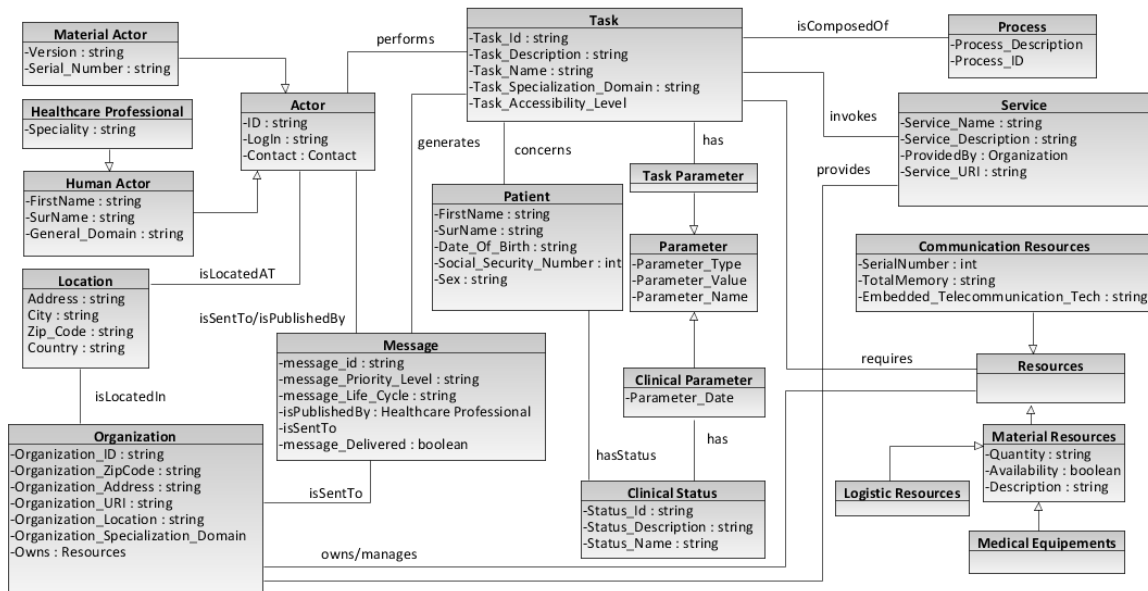 Material Actor
-Version : string
-Serial_Number : string
Healthcare Professional
-Speciality : string
Human Actor
-FirstName : string
-SurName : string
-General_Domain : string
Actor
-ID : string
-LogIn : string
-Contact : Contact
performs
Task
-Task_Id : string
-Task_Description : string
-Task_Name : string
-Task_Specialization_Domain : string
-Task_Accessibility_Level
isComposedOf
Process
-Process_Description
-Process_ID
invokes
Service
-Service_Name : string
-Service_Description : string
-ProvidedBy : Organization
-Service_URI : string
provides
generates
concerns
has
Task Parameter
Patient
-FirstName : string
-SurName : string
-Date_Of_Birth : string
-Social_Security_Number : int
-Sex : string
Parameter
-Parameter_Type
-Parameter_Value
-Parameter_Name
Communication Resources
-SerialNumber : int
-TotalMemory : string
-Embedded_Telecommunication_Tech : string
Location
Address : string
City : string
Zip_Code : string
Country : string
isLocatedAT
isSentTo/isPublishedBy
Message
-message_id : string
-message_Priority_Level : string
-message_Life_Cycle : string
-isPublishedBy : Healthcare Professional
-isSentTo
-message_Delivered : boolean
requires
Resources
Clinical Parameter
-Parameter_Date
isLocatedIn
Organization
-Organization_ID : string
-Organization_ZipCode : string
-Organization_Address : string
-Organization_URI : string
-Organization_Location : string
-Organization_Specialization_Domain
-Owns : Resources
isSentTo
hasStatus
has
Clinical Status
-Status_Id : string
-Status_Description : string
-Status_Name : string
Material Resources
-Quantity : string
-Availability : boolean
-Description : string
Logistic Resources
Medical Equipements
owns/manages